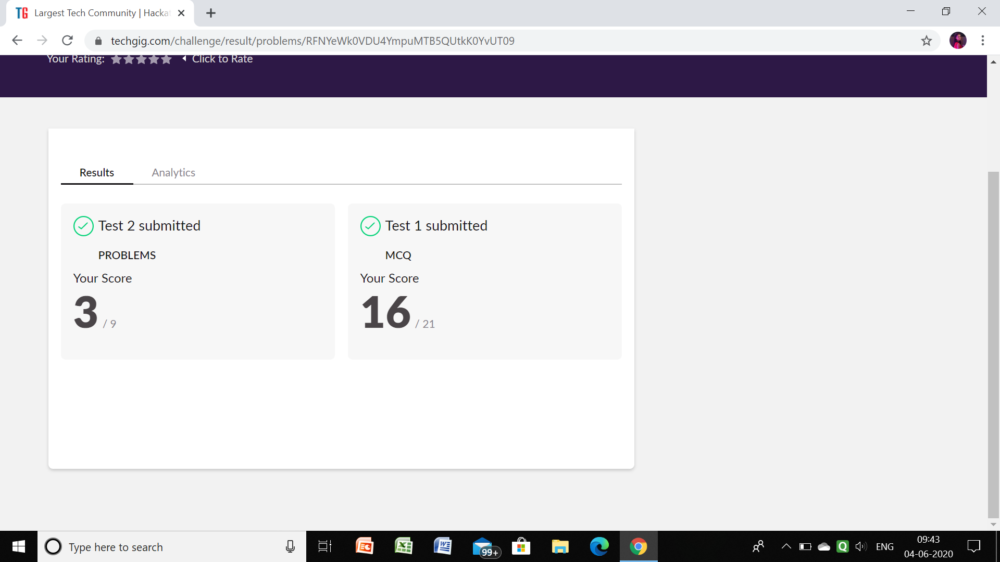 TG Largest Tech Community | Hacka
techgig.com/challenge/result/problems/RFNYeWk0VDU4YmpuMTB5QUtkK0YvUT09
Your Rating: Click to Rate
Results Analytics
Test 2 submitted
PROBLEMS
Your Score
3 / 9
Test 1 submitted
MCQ
Your Score
16 / 21
Type here to search
99+
ENG
09:43
04-06-2020